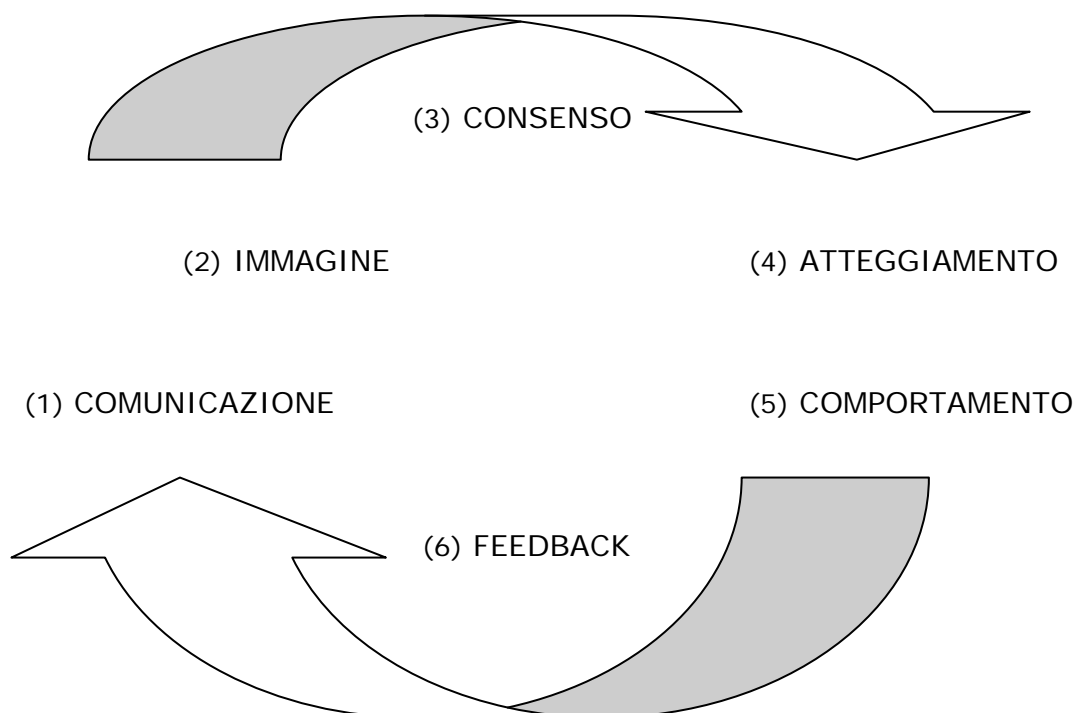 (3) CONSENSO
(2) IMMAGINE
(4) ATTEGGIAMENTO
(1) COMUNICAZIONE
(5) COMPORTAMENTO
(6) FEEDBACK